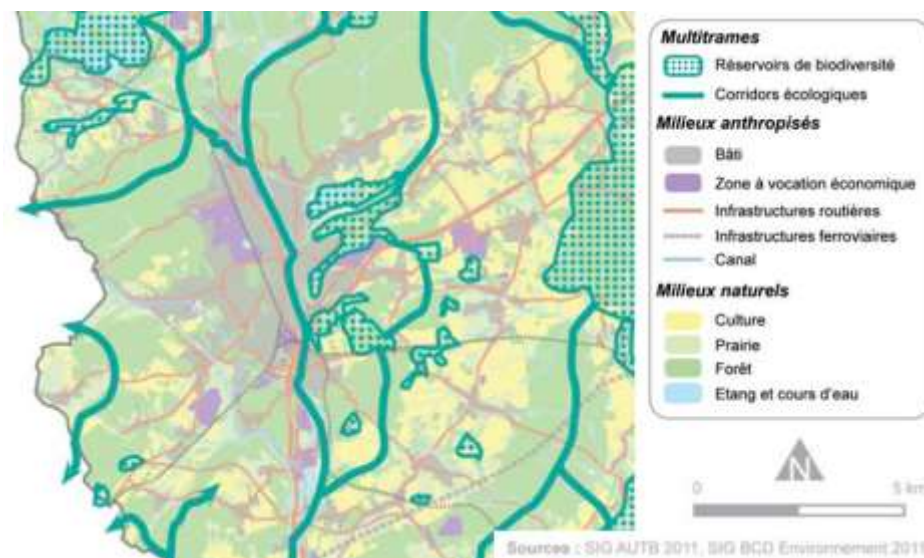 Multitrames
Réservoirs de biodiversité
Corridors écologiques
Milieux anthropisés
Bâti
Zone à vocation économique
Infrastructures routières
Infrastructures ferroviaires
Canal
Milieux naturels
Culture
Prairie
Forêt
Etang et cours d'eau
N
0 5 km
Sources : SIG AUTB 2011, SIG BCD Environnement 201